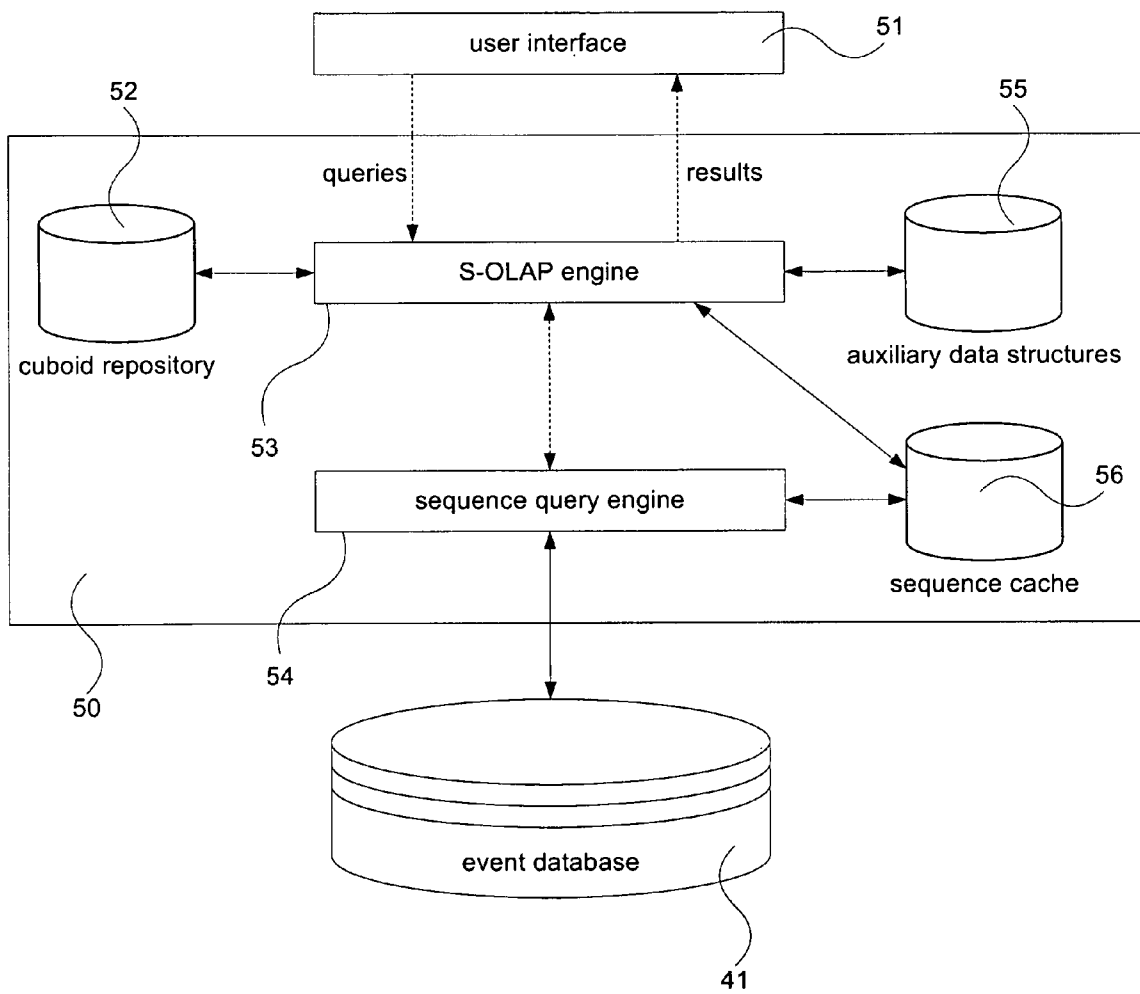 51
user interface
52
55
queries
results
S-OLAP engine
cuboid repository
auxiliary data structures
53
56
sequence query engine
sequence cache
54
50
event database
41